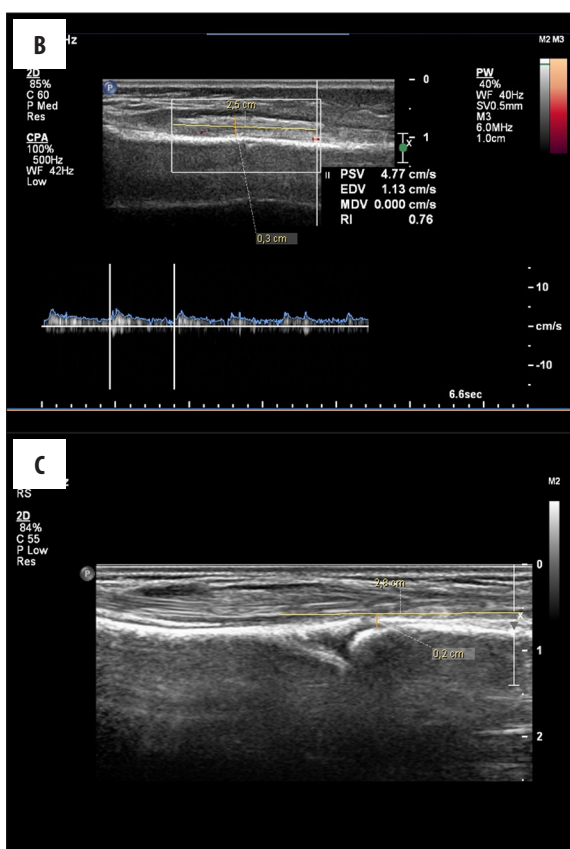 B
Hz
M2 M3
2D
85%
C 60
P Med
Res
CPA
100%
500Hz
WF 42Hz
Low
P
2,5 cm
0
1
x
0,3 cm
PW
40%
WF 40Hz
SV0.5mm
M3
6.0MHz
1.0cm
PSV 4.77 cm/s
EDV 1.13 cm/s
MDV 0.000 cm/s
RI 0.76
10
cm/s
-10
6.6sec
C
RS
M2
2D
84%
C 55
P Low
Res
P
2,8 cm
0
x
0,2 cm
1
2